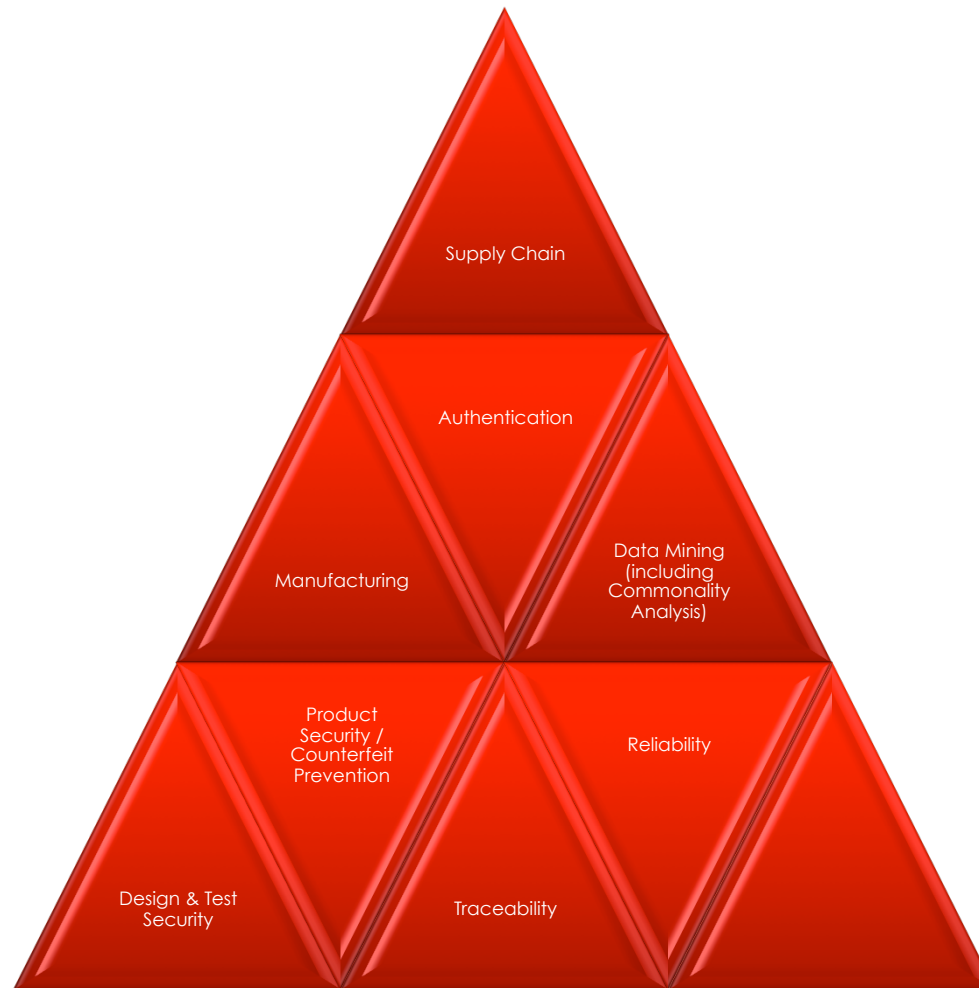 Supply Chain
Authentication
Manufacturing
Data Mining
(including
Commonality
Analysis)
Product
Security /
Counterfeit
Prevention
Reliability
Design & Test
Security
Traceability